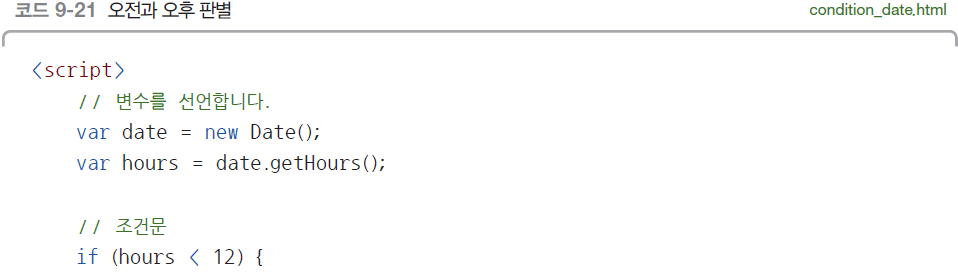 코드 9-21 오전과 오후 판별 condition_date.html
<script>
// 변수를 선언합니다.
var date = new Date();
var hours = date.getHours();
// 조건문
if (hours < 12) {